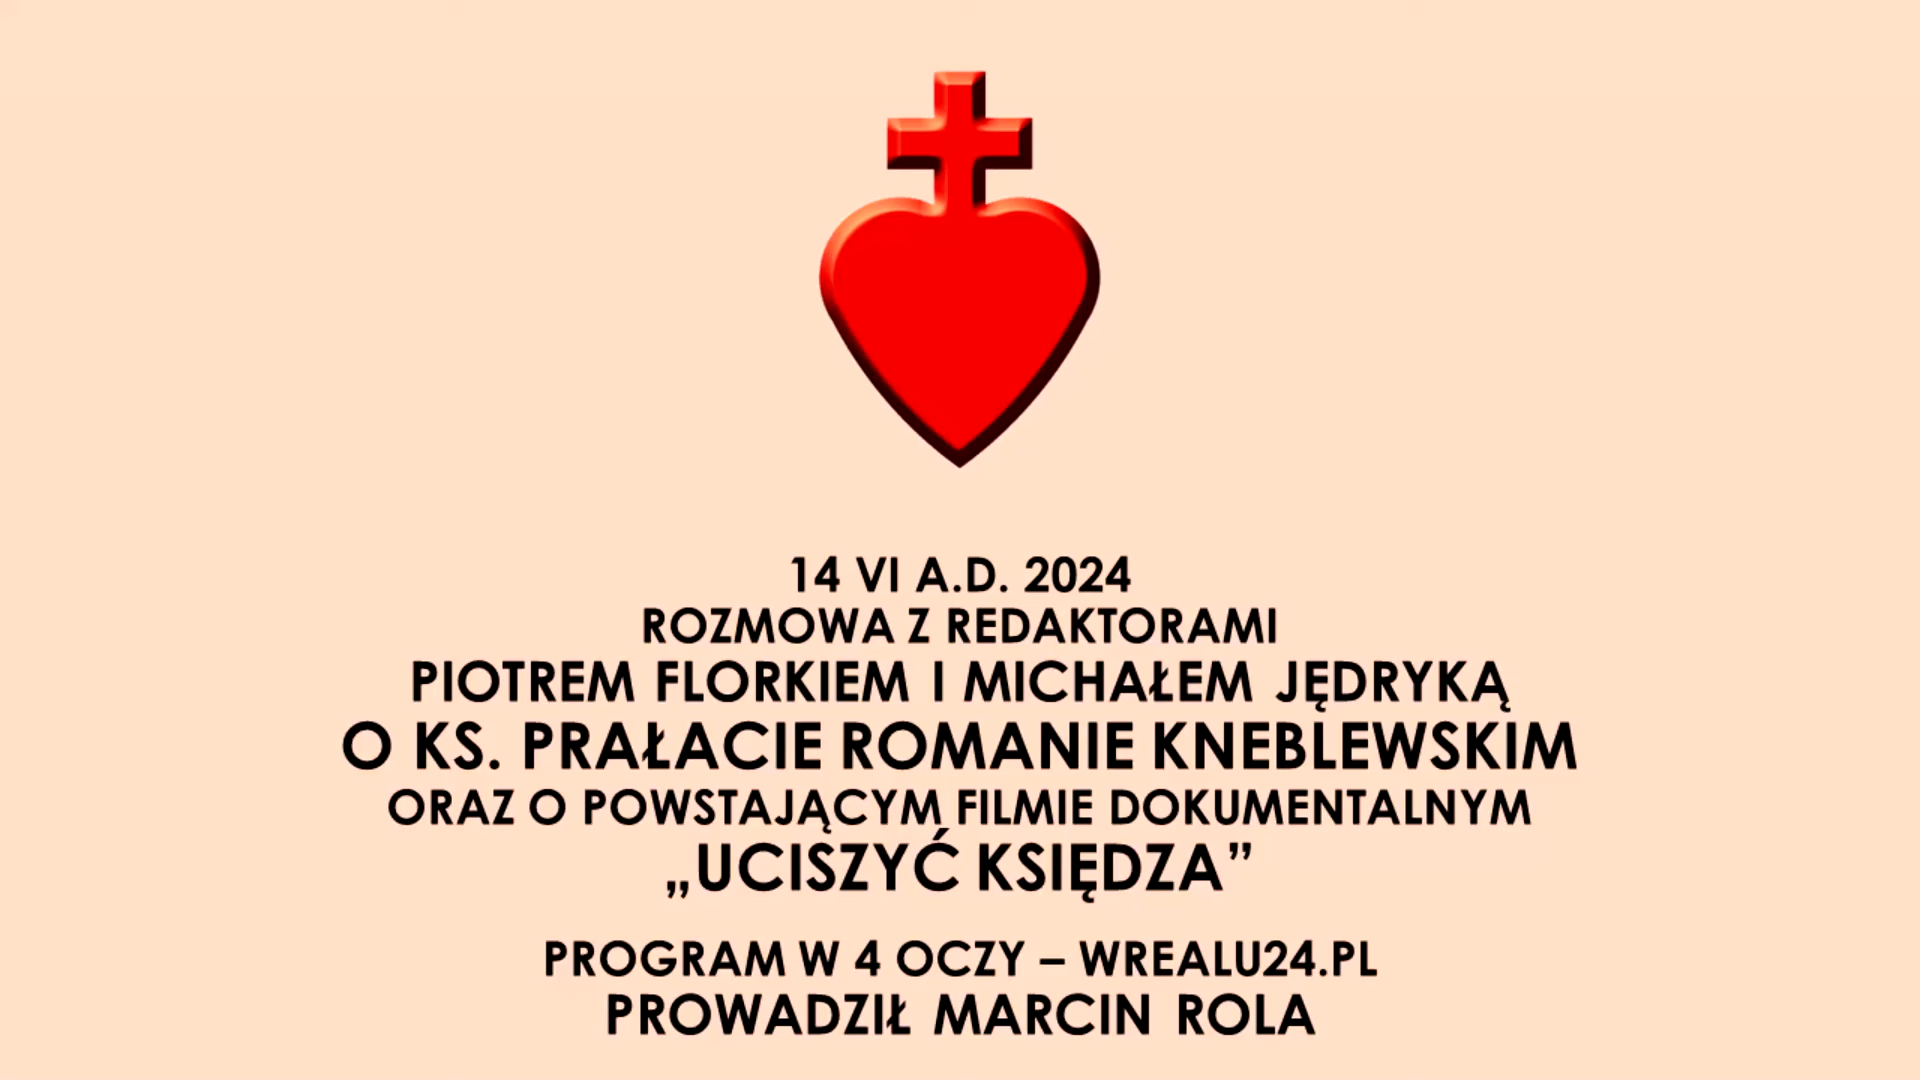 14 VI A.D. 2024
ROZMOWA Z REDAKTORAMI
PIOTREM FLORKIEM I MICHAŁEM JĘDRYKĄ
O KS. PRAŁACIE ROMANIE KNEBLEWSKIM
ORAZ O POWSTAJĄCYM FILMIE DOKUMENTALNYM
„UCISZYĆ KSIĘDZA”
PROGRAM W 4 OCZY – WREALU24.PL
PROWADZIŁ MARCIN ROLA